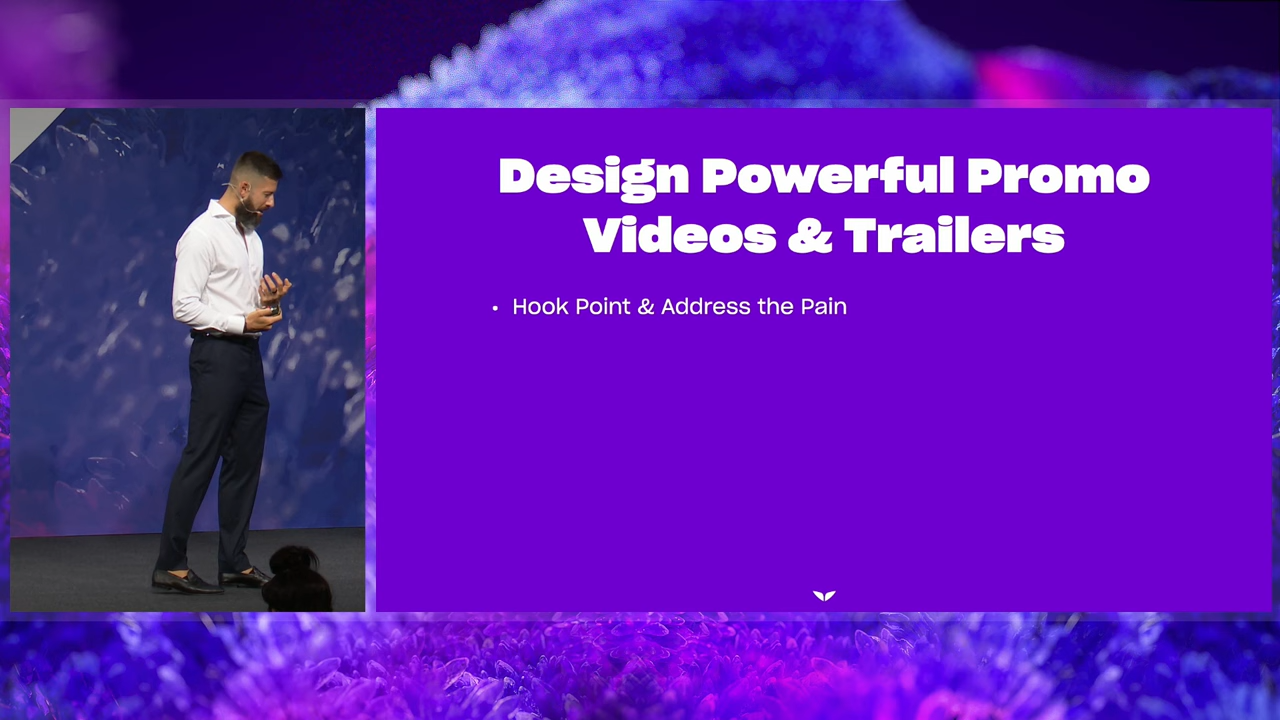 Design Powerful Promo
Videos & Trailers
• Hook Point & Address the Pain